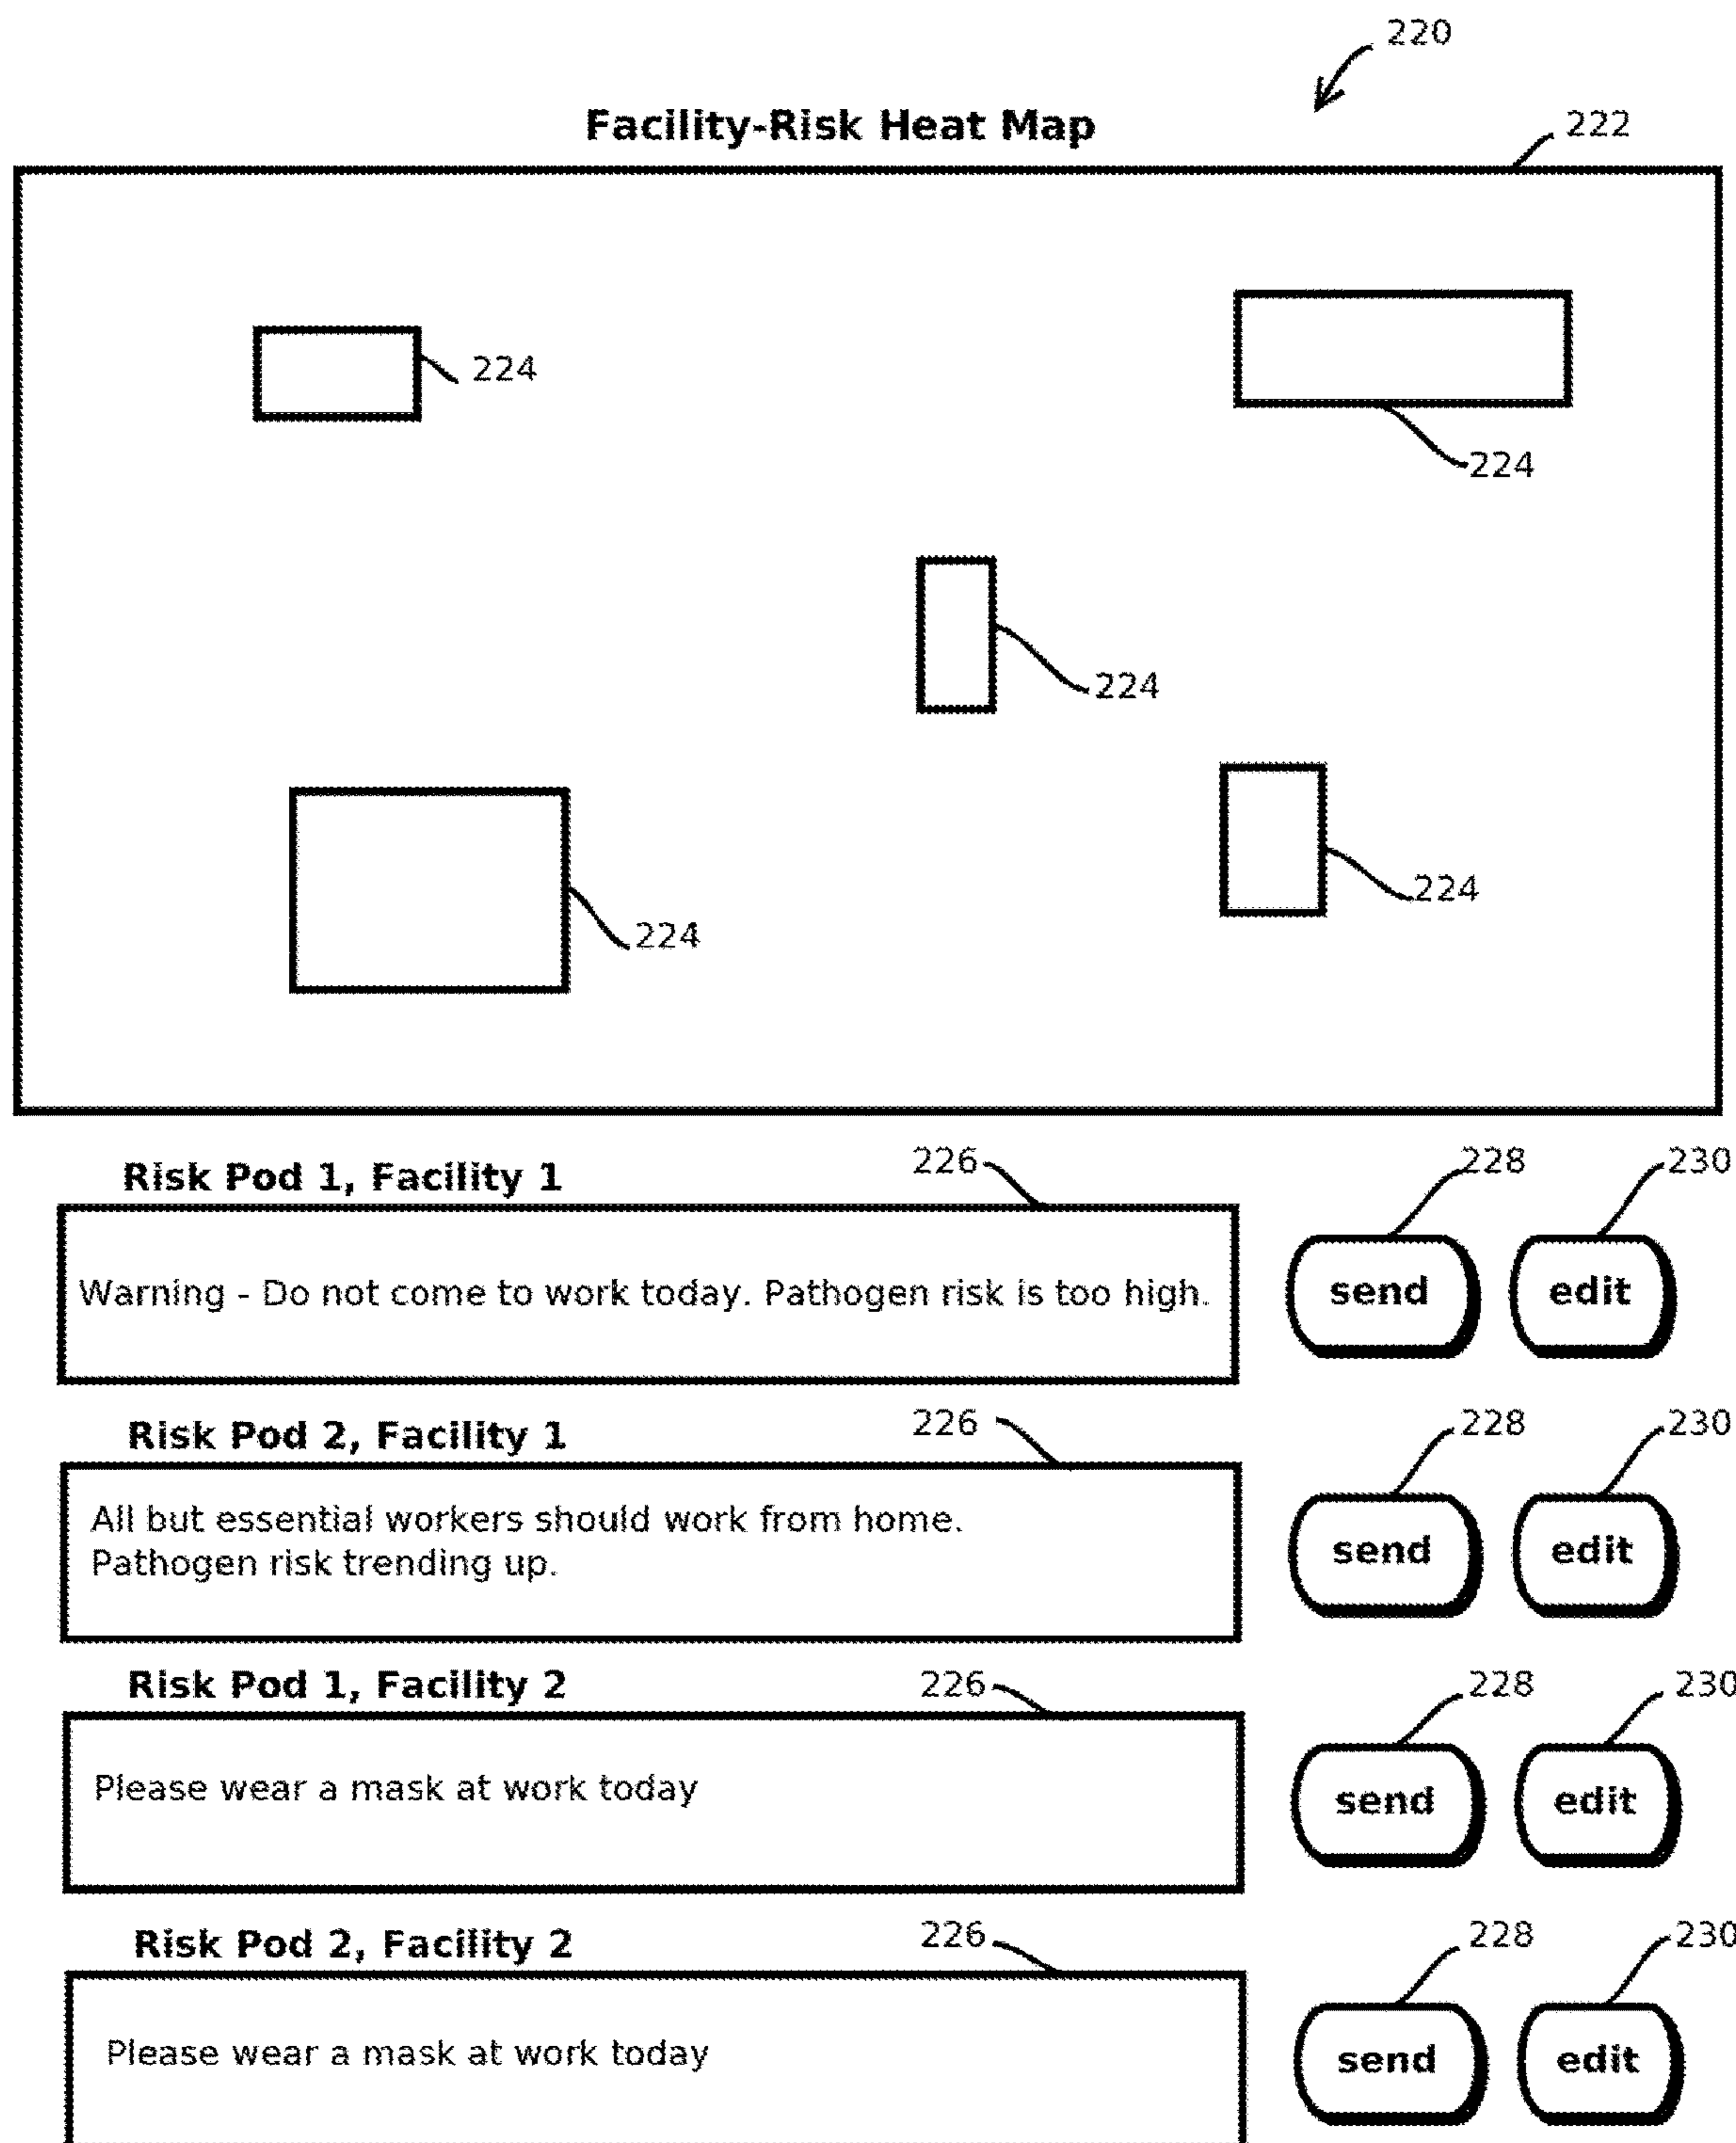 220
Facility-Risk Heat Map
222
224
224
224
224
224
Risk Pod 1, Facility 1
226
228
230
Warning - Do not come to work today. Pathogen risk is too high.
send
edit
Risk Pod 2, Facility 1
226
228
230
All but essential workers should work from home.
Pathogen risk trending up.
send
edit
Risk Pod 1, Facility 2
226
228
230
Please wear a mask at work today
send
edit
Risk Pod 2, Facility 2
226
228
230
Please wear a mask at work today
send
edit